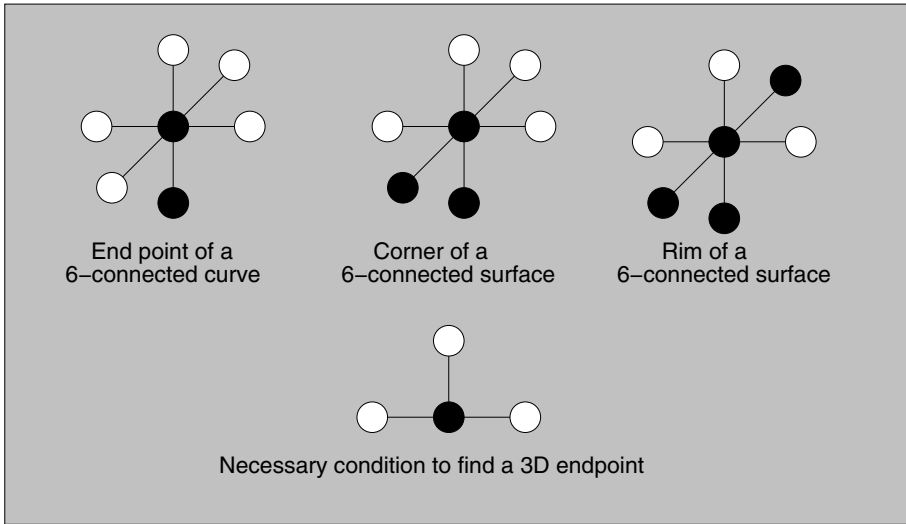 End point of a
6−connected curve
Corner of a
6−connected surface
Rim of a
6−connected surface
Necessary condition to find a 3D endpoint